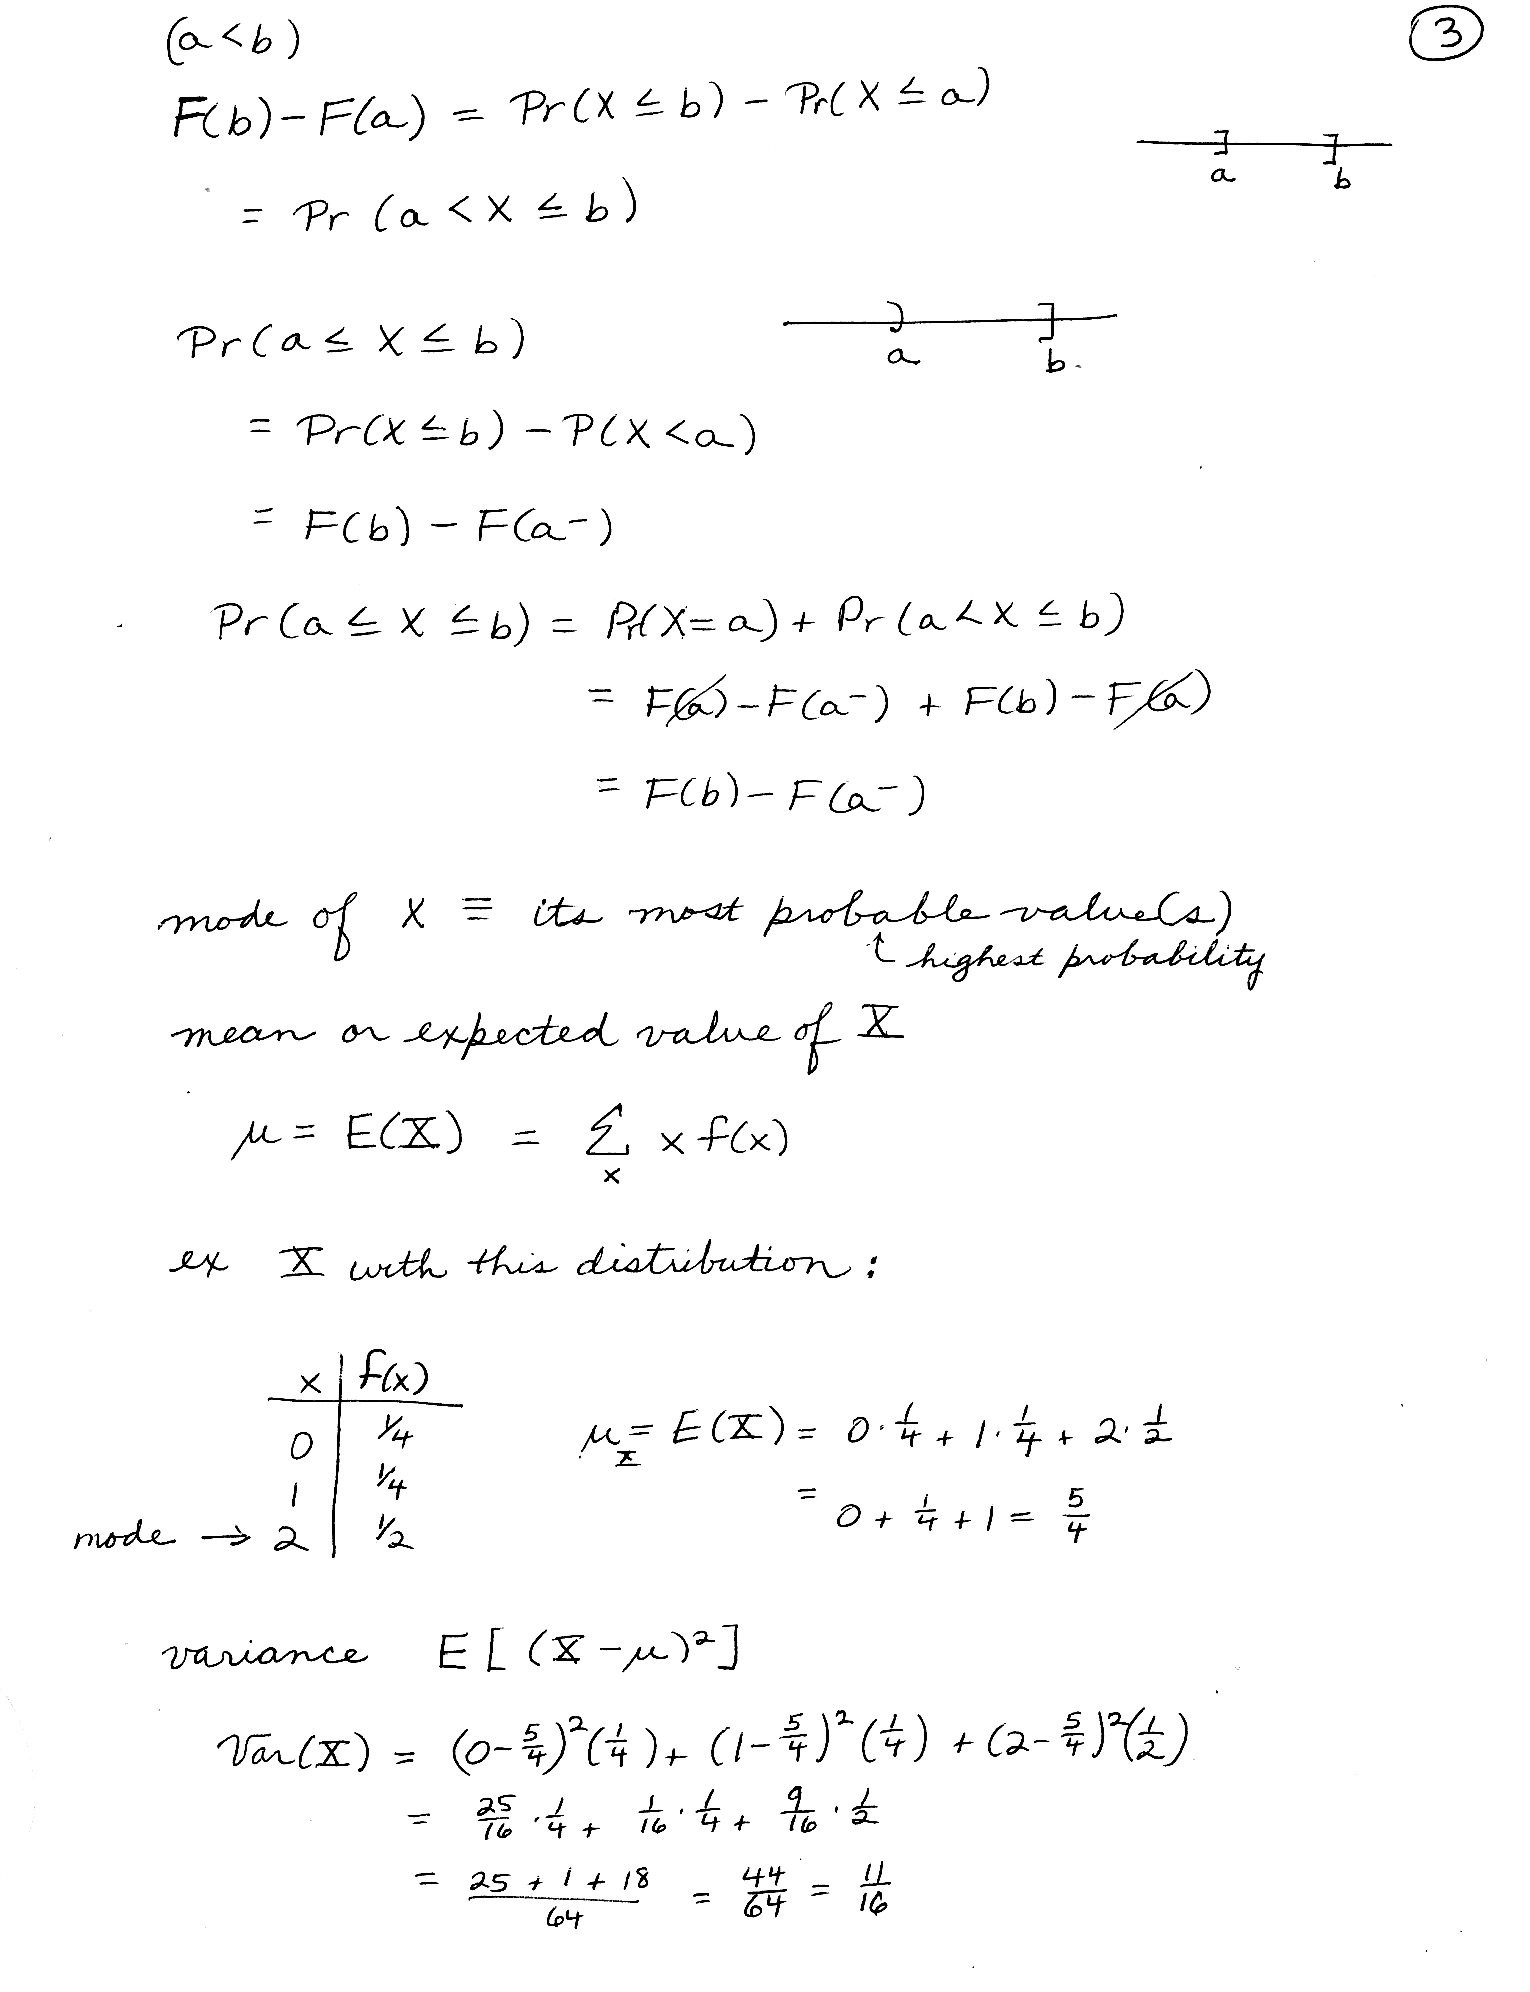 (a<b)
③
F(b)-F(a) = Pr(X ≤ b) - Pr(X ≤ a)
a b
= Pr (a < X ≤ b)
Pr(a ≤ X ≤ b)
a b.
= Pr(X ≤ b) - P(X < a)
= F(b) - F(a-)
Pr (a ≤ X ≤ b) = Pr(X = a) + Pr (a < X ≤ b)
= F(a) - F(a-) + F(b) - F(a)
= F(b) - F(a-)
mode of X ≡ its most probable value(s)
↑ highest probability
mean or expected value of X
μ = E(X) = Σ x f(x)
x
ex X with this distribution:
x | f(x)
0 | 1/4
1 | 1/4
mode → 2 | 1/2
μ_X = E(X) = 0·1/4 + 1·1/4 + 2·1/2
= 0 + 1/4 + 1 = 5/4
variance E[(X-μ)²]
Var(X) = (0-5/4)²(1/4) + (1-5/4)²(1/4) + (2-5/4)²(1/2)
= 25/16 · 1/4 + 1/16 · 1/4 + 9/16 · 1/2
= (25 + 1 + 18)/64 = 44/64 = 11/16